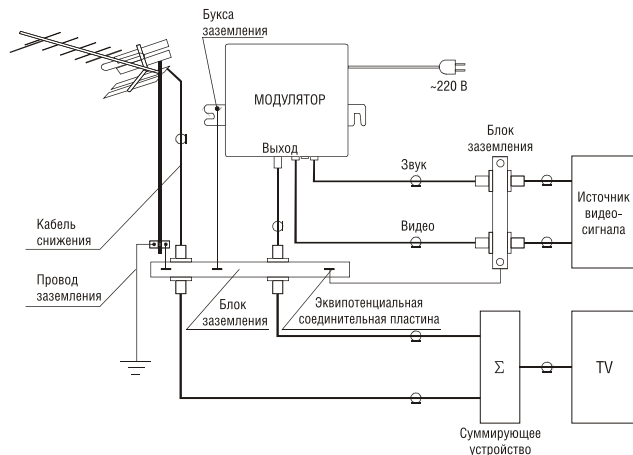 Букса
заземления
МОДУЛЯТОР
~220 В
Выход
Блок
заземления
Звук
Видео
Источник
видео-
сигнала
Кабель
снижения
Провод
заземления
Блок
заземления
Эквипотенциальная
соединительная пластина
Σ
TV
Суммирующее
устройство